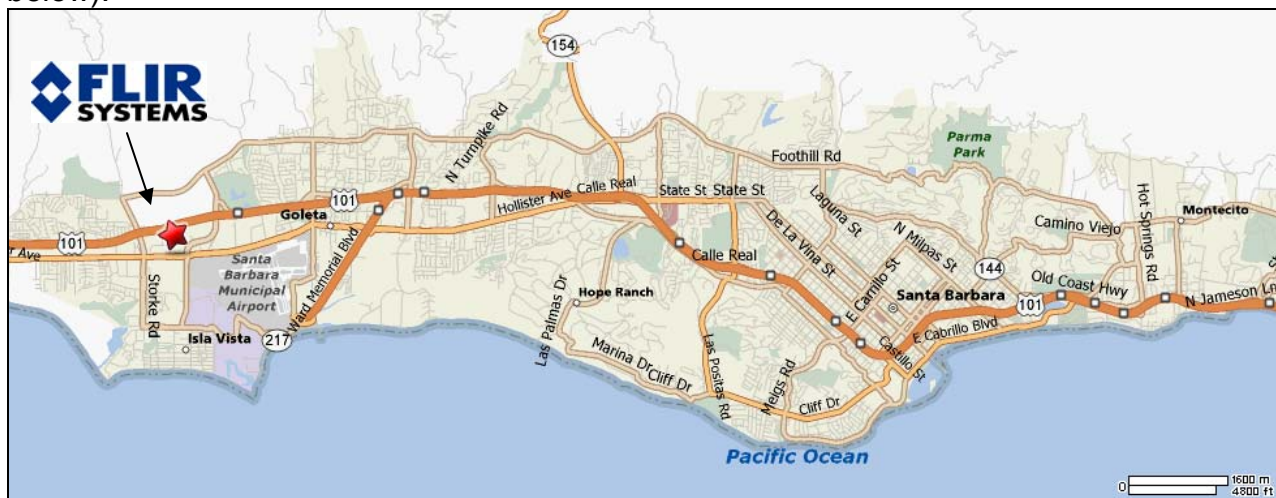 below).
FLIR
SYSTEMS
154
N Turnpike Rd
Foothill Rd
Parma
Park
101
Goleta
Hollister Ave
Calle Real
State St
State St
Laguna St
De La Vina St
N Milpas St
Camino Viejo
Hot Springs Rd
Montecito
101
er Ave
Santa
Barbara
Municipal
Airport
Ward Memorial Blvd
Calle Real
E Carrillo St
144
Old Coast Hwy
Storke Rd
Hope Ranch
Santa Barbara
101
N Jameson Ln
Isla Vista
217
Las Palmas Dr
E Cabrillo Blvd
Castillo St
Marina Dr
Cliff Dr
Las Positas Rd
Meigs Rd
Cliff Dr
Pacific Ocean
0
1600 m
4800 ft